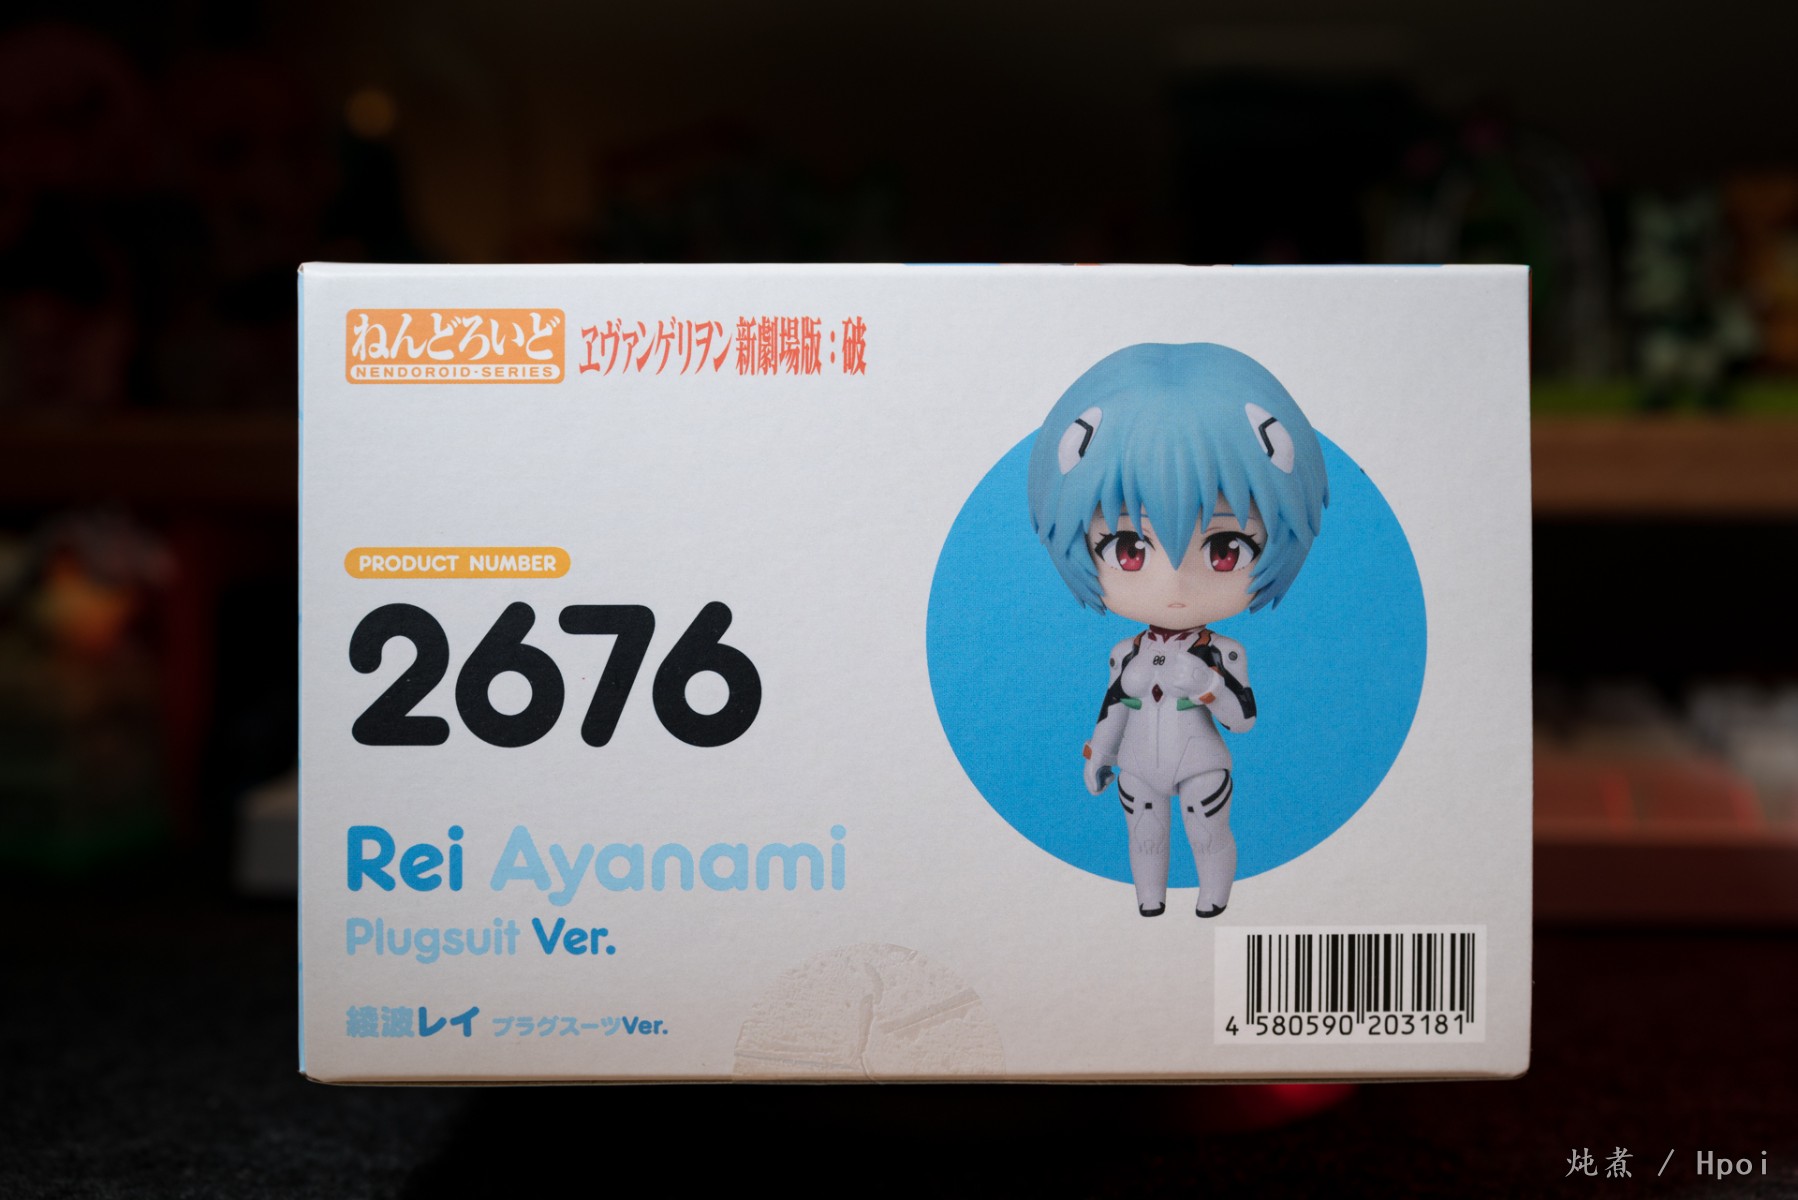 ねんどろいど
NENDOROID·SERIES
ヱヴァンゲリヲン新劇場版：破
PRODUCT NUMBER
2676
Rei Ayanami
Plugsuit Ver.
綾波レイ プラグスーツVer.
00
4 580590 203181
炖煮 / Hpoi